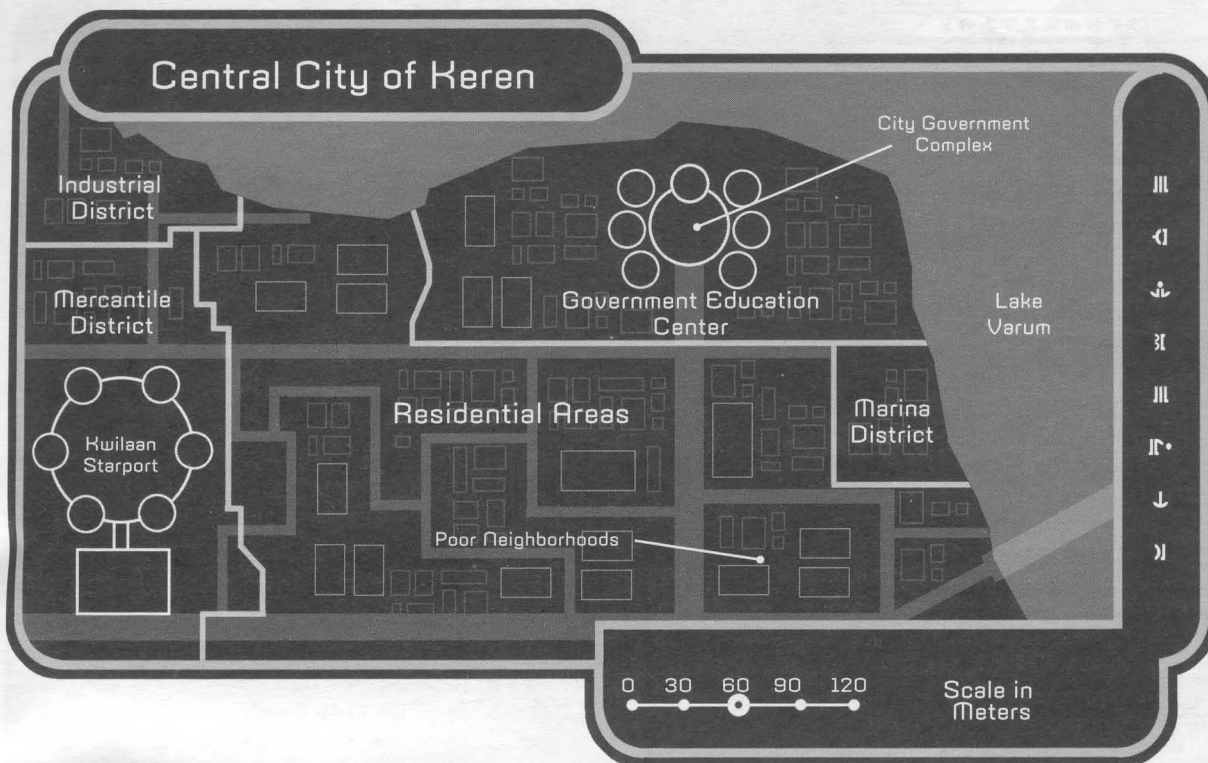 Central City of Keren
City Government
Complex
Industrial
District
Mercantile
District
Government Education
Center
Lake
Varum
Residential Areas
Marina
District
Kwilaan
Starport
Poor Neighborhoods
0 30 60 90 120
Scale in
Meters